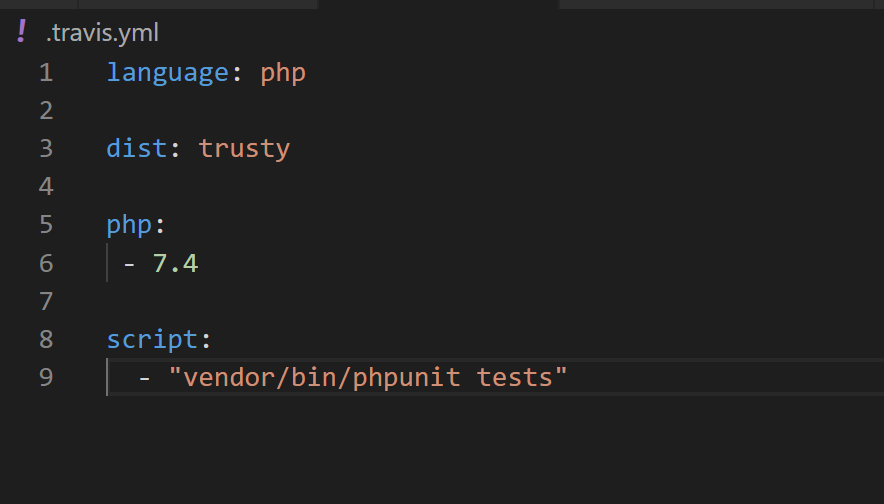 ! .travis.yml
1 language: php
2
3 dist: trusty
4
5 php:
6  - 7.4
7
8 script:
9   - "vendor/bin/phpunit tests"